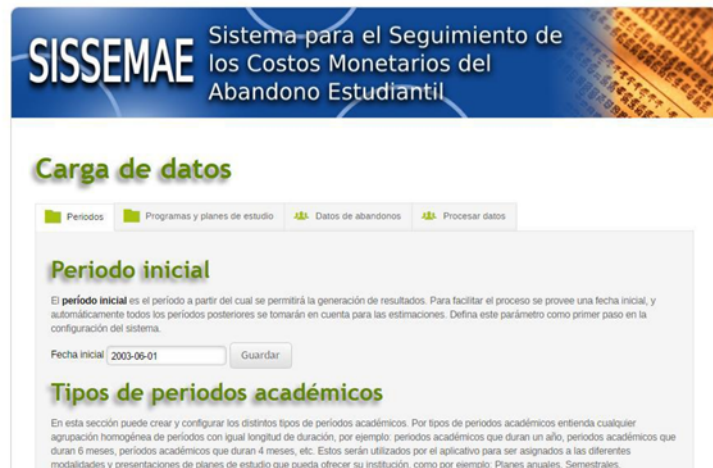 SISSEMAE
Sistema para el Seguimiento de
los Costos Monetarios del
Abandono Estudiantil
Carga de datos
Periodos
Programas y planes de estudio
Datos de abandonos
Procesar datos
Periodo inicial
El período inicial es el período a partir del cual se permitirá la generación de resultados. Para facilitar el proceso se provee una fecha inicial, y
automáticamente todos los períodos posteriores se tomarán en cuenta para las estimaciones. Defina este parámetro como primer paso en la
configuración del sistema.
Fecha inicial 2003-06-01 Guardar
Tipos de periodos académicos
En esta sección puede crear y configurar los distintos tipos de períodos académicos. Por tipos de periodos académicos entienda cualquier
agrupación homogénea de períodos con igual longitud de duración, por ejemplo: periodos académicos que duran un año, periodos académicos que
duran 6 meses, períodos académicos que duran 4 meses, etc. Estos serán utilizados por el aplicativo para ser asignados a las diferentes
modalidades y presentaciones de planes de estudio que pueda ofrecer su institución, como por ejemplo: Planes anuales, Semestrales,